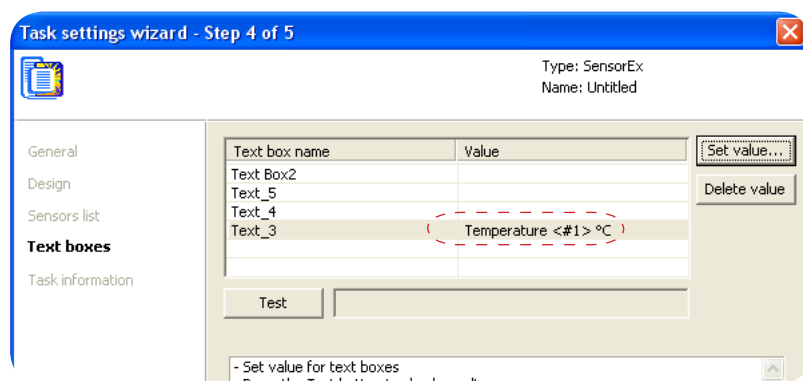 Task settings wizard - Step 4 of 5
Type: SensorEx
Name: Untitled
General
Design
Sensors list
Text boxes
Task information
Text box name Value
Text Box2
Text_5
Text_4
Text_3 Temperature <#1> ºC
Set value...
Delete value
Test
- Set value for text boxes